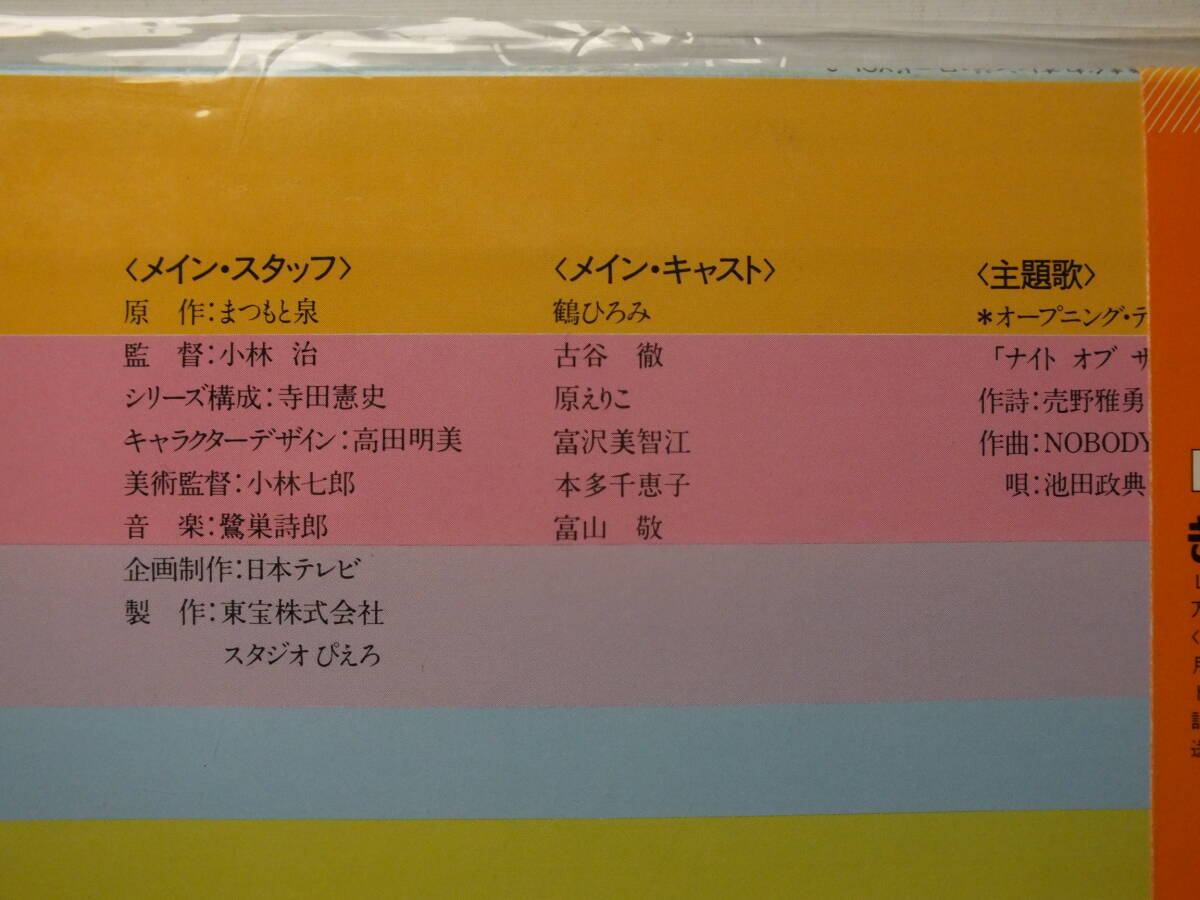 〈メイン・スタッフ〉
原　作：まつもと泉
監　督：小林　治
シリーズ構成：寺田憲史
キャラクターデザイン：高田明美
美術監督：小林七郎
音　楽：鷺巣詩郎
企画制作：日本テレビ
製　作：東宝株式会社
スタジオ ぴえろ
〈メイン・キャスト〉
鶴ひろみ
古谷　徹
原えりこ
富沢美智江
本多千恵子
富山　敬
〈主題歌〉
＊オープニング・テ
「ナイト オブ サ
作詩：売野雅勇
作曲：NOBODY
唄：池田政典